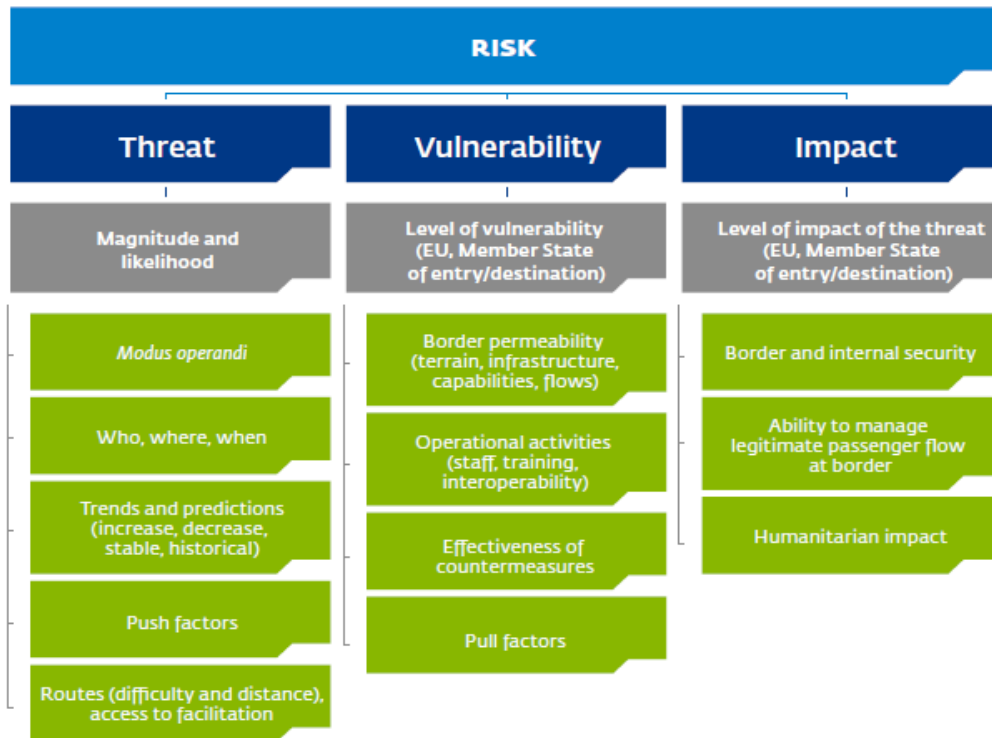 RISK
Threat
Vulnerability
Impact
Magnitude and
likelihood
Level of vulnerability
(EU, Member State
of entry/destination)
Level of impact of the threat
(EU, Member State
of entry/destination)
Modus operandi
Who, where, when
Trends and predictions
(increase, decrease,
stable, historical)
Push factors
Routes (difficulty and distance),
access to facilitation
Border permeability
(terrain, infrastructure,
capabilities, flows)
Operational activities
(staff, training,
interoperability)
Effectiveness of
countermeasures
Pull factors
Border and internal security
Ability to manage
legitimate passenger flow
at border
Humanitarian impact